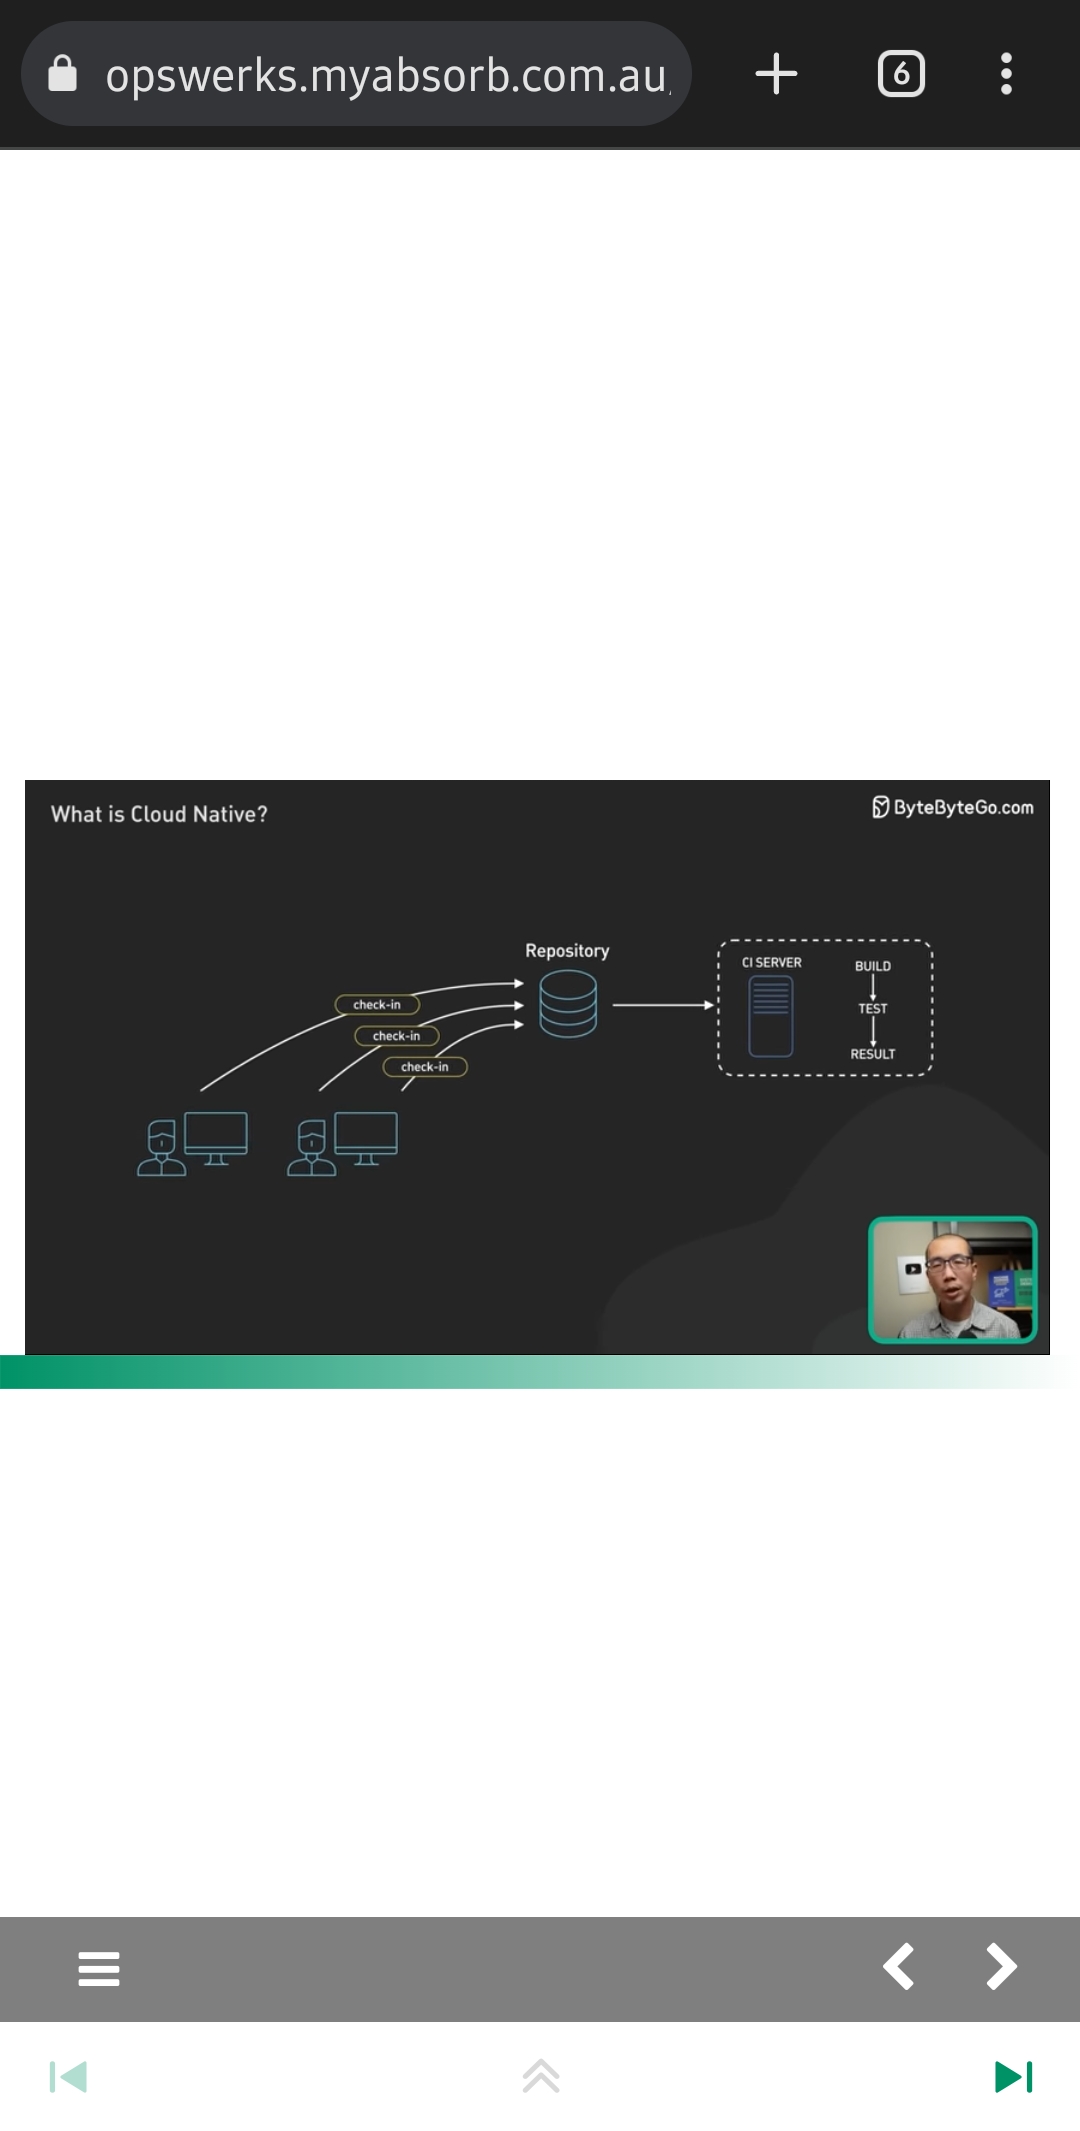 opswerks.myabsorb.com.au
6
What is Cloud Native?
ByteByteGo.com
Repository
CI SERVER
BUILD
TEST
RESULT
check-in
check-in
check-in